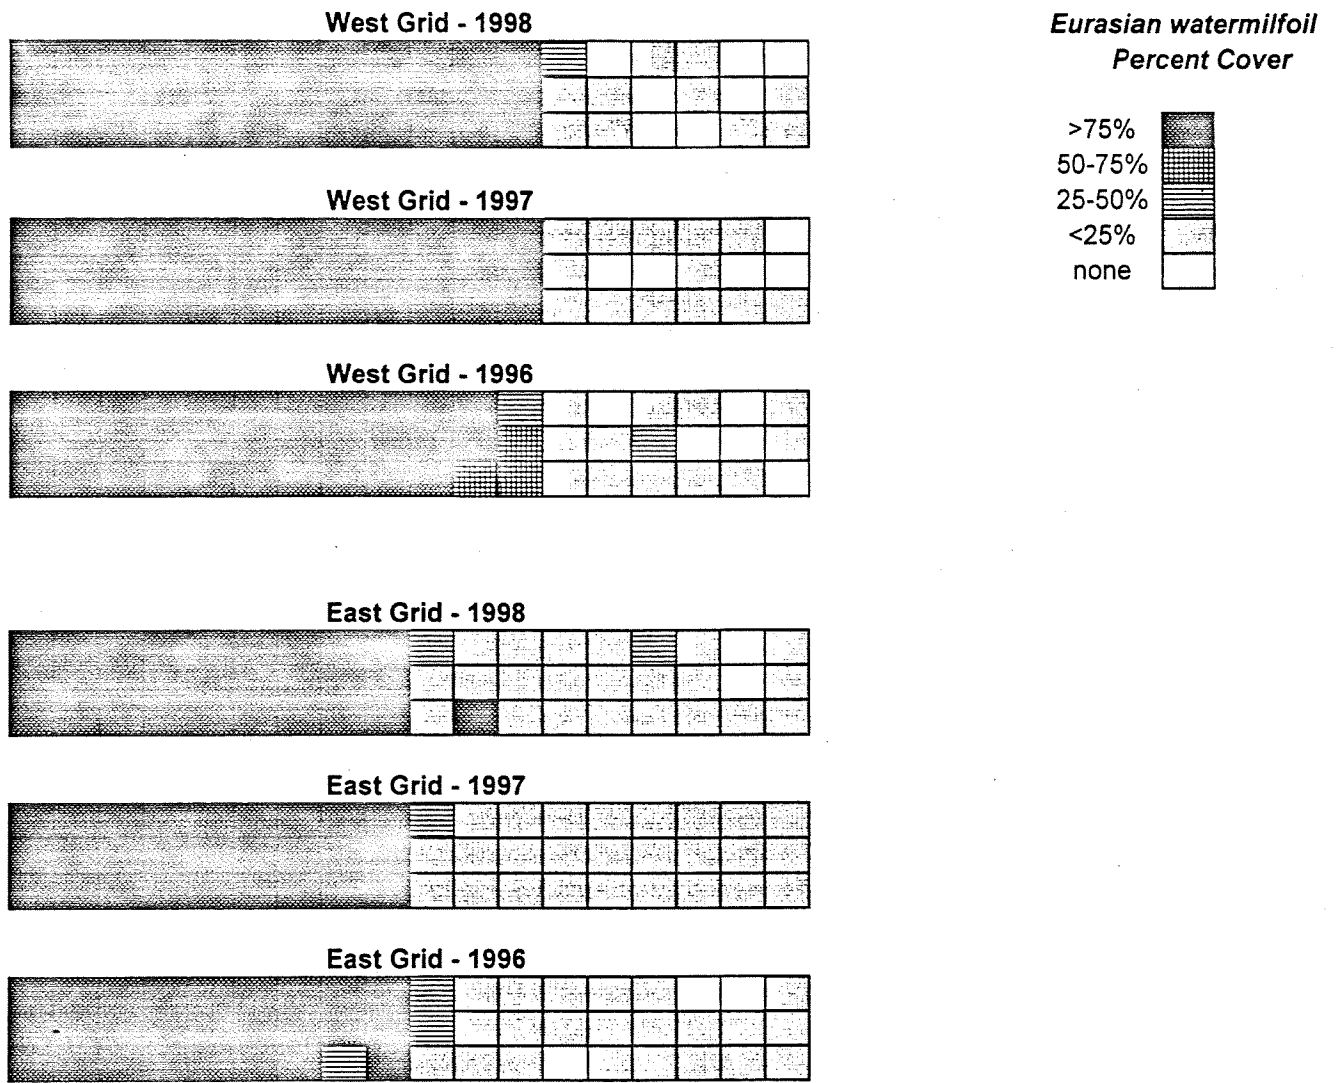 West Grid - 1998
Eurasian watermilfoil
Percent Cover
>75%
50-75%
25-50%
<25%
none
West Grid - 1997
West Grid - 1996
East Grid - 1998
East Grid - 1997
East Grid - 1996